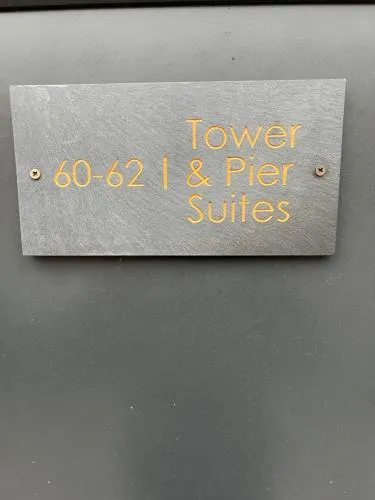 Tower
60-62 | & Pier
Suites